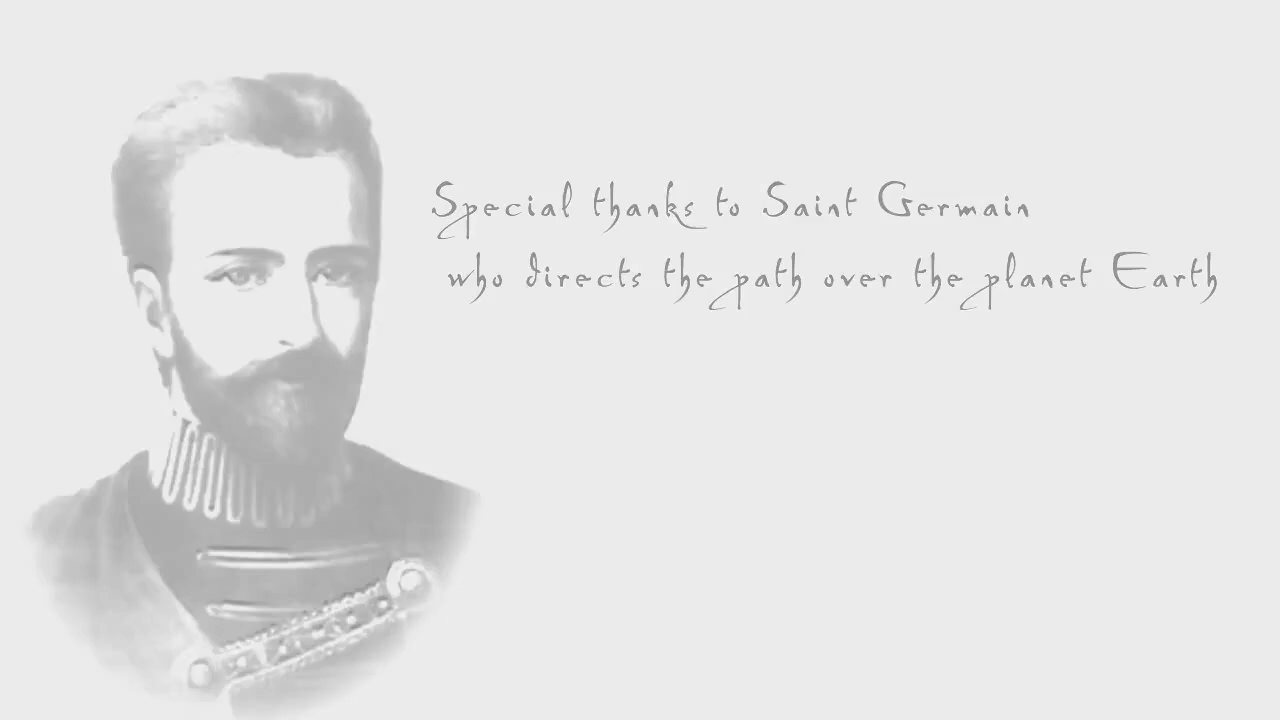 Special thanks to Saint Germain
who directs the path over the planet Earth